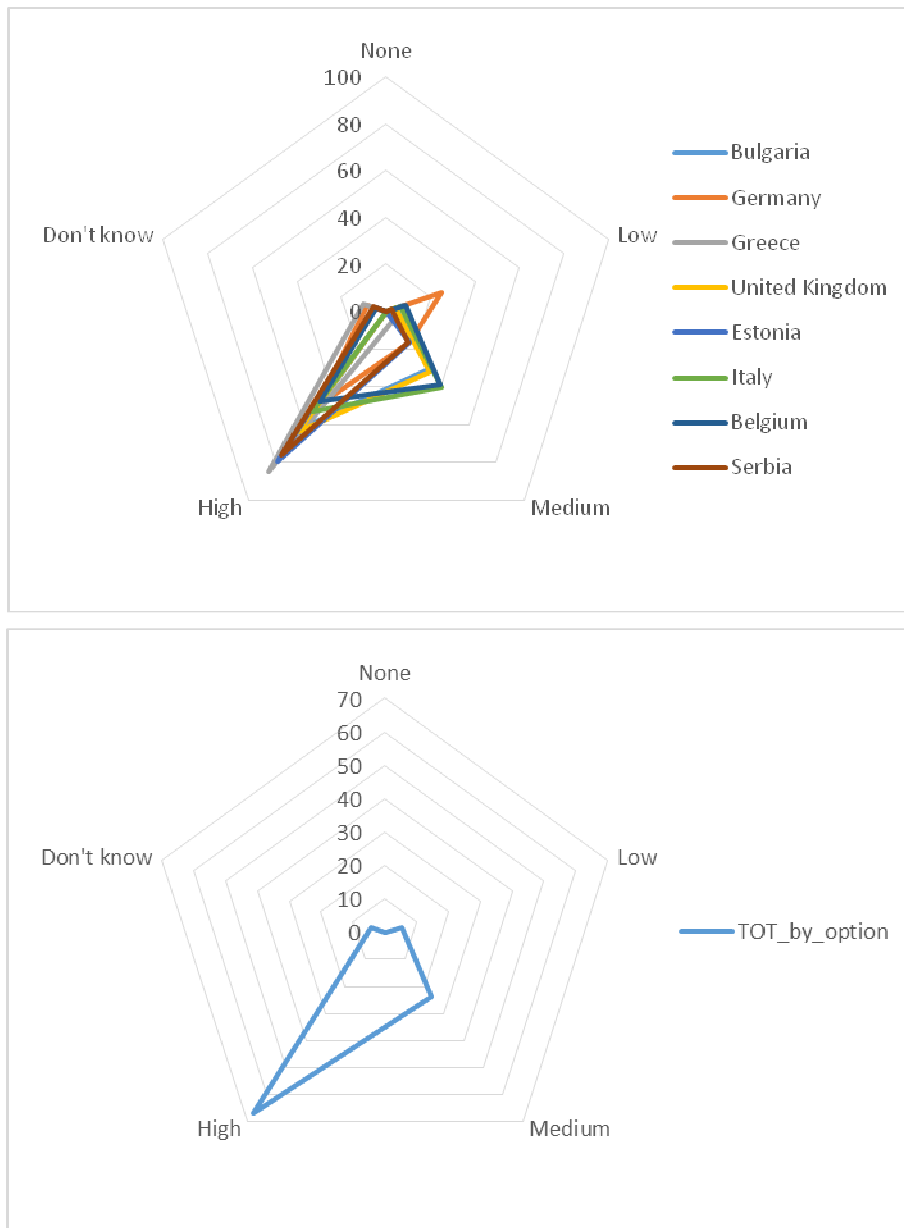 None
100
80
60
40
20
0
Don't know
Low
High
Medium
Bulgaria
Germany
Greece
United Kingdom
Estonia
Italy
Belgium
Serbia
None
70
60
50
40
30
20
10
0
Don't know
Low
High
Medium
TOT_by_option